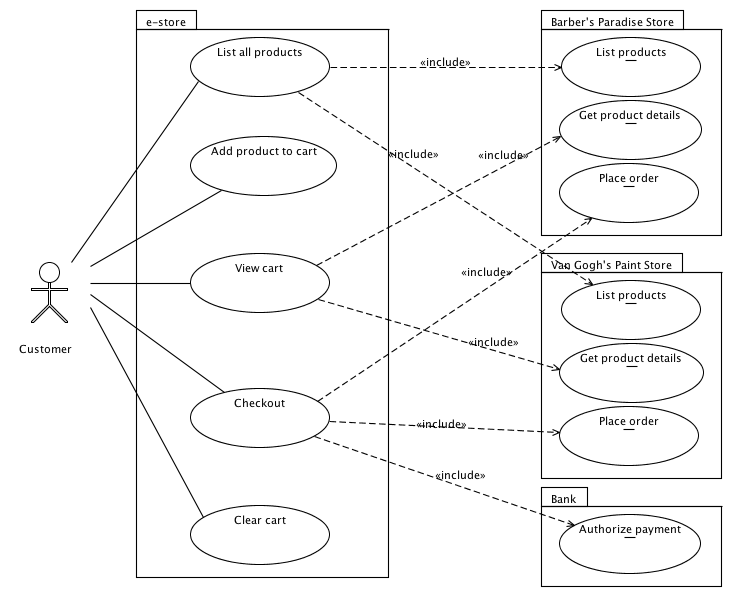 e-store
List all products
Add product to cart
View cart
Checkout
Clear cart
Customer
«include»
«include»
«include»
«include»
«include»
«include»
«include»
Barber's Paradise Store
List products
Get product details
Place order
Van Gogh's Paint Store
List products
Get product details
Place order
Bank
Authorize payment